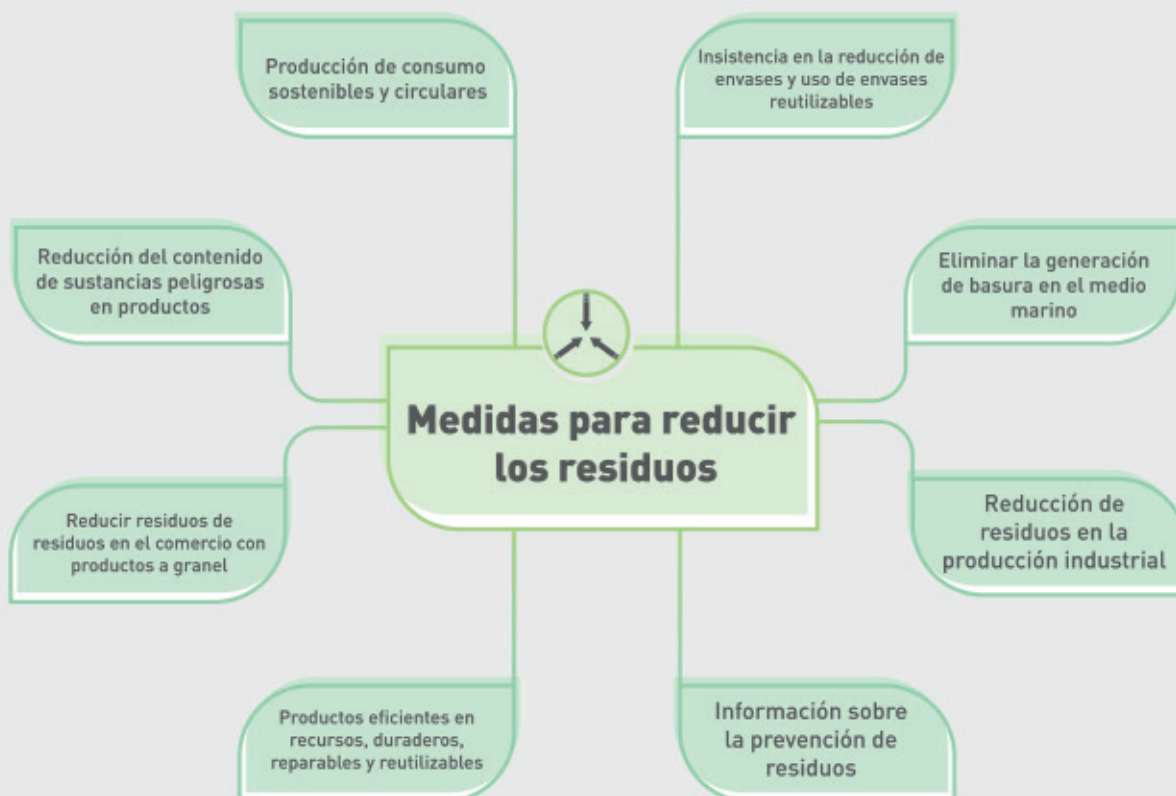 Producción de consumo
sostenibles y circulares
Insistencia en la reducción de
envases y uso de envases
reutilizables
Reducción del contenido
de sustancias peligrosas
en productos
Eliminar la generación
de basura en el medio
marino
Medidas para reducir
los residuos
Reducir residuos de
residuos en el comercio con
productos a granel
Reducción de
residuos en la
producción industrial
Productos eficientes en
recursos, duraderos,
reparables y reutilizables
Información sobre
la prevención de
residuos